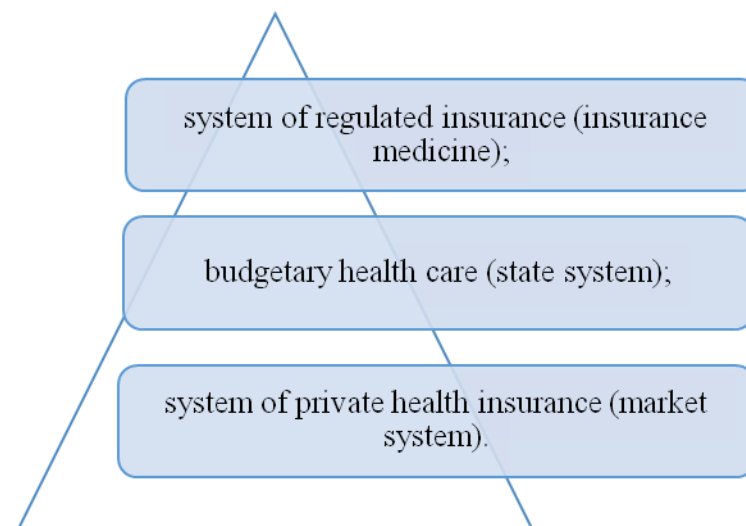 system of regulated insurance (insurance
medicine);
budgetary health care (state system);
system of private health insurance (market
system).